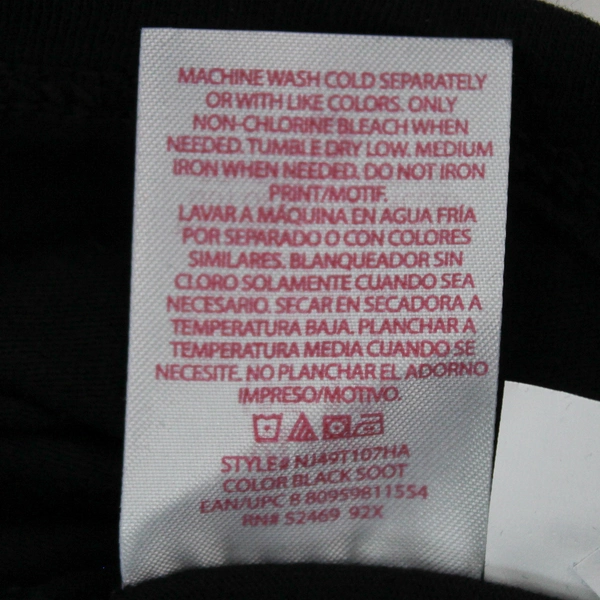 MACHINE WASH COLD SEPARATELY
OR WITH LIKE COLORS. ONLY
NON-CHLORINE BLEACH WHEN
NEEDED. TUMBLE DRY LOW. MEDIUM
IRON WHEN NEEDED. DO NOT IRON
PRINT/MOTIF.
LAVAR A MÁQUINA EN AGUA FRÍA
POR SEPARADO O CON COLORES
SIMILARES. BLANQUEADOR SIN
CLORO SOLAMENTE CUANDO SEA
NECESARIO. SECAR EN SECADORA A
TEMPERATURA BAJA. PLANCHAR A
TEMPERATURA MEDIA CUANDO SE
NECESITE. NO PLANCHAR EL ADORNO
IMPRESO/MOTIVO.
STYLE# NJ49T107HA
COLOR BLACK SOOT
EAN/UPC 8 80959811554
RN# 52469 92X